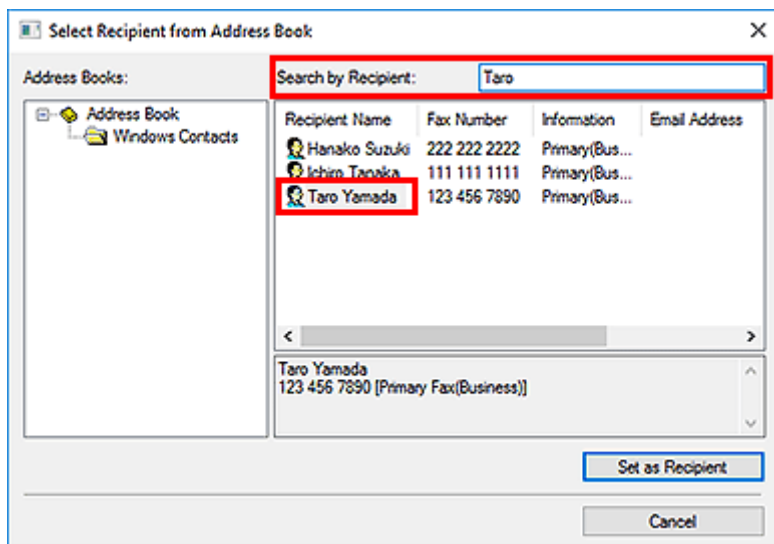 Select Recipient from Address Book
Address Books:
Search by Recipient: Taro
Address Book
Windows Contacts
Recipient Name Fax Number Information Email Address
Hanako Suzuki 222 222 2222 Primary(Bus...
Ichiro Tanaka 111 111 1111 Primary(Bus...
Taro Yamada 123 456 7890 Primary(Bus...
Taro Yamada
123 456 7890 [Primary Fax(Business)]
Set as Recipient
Cancel